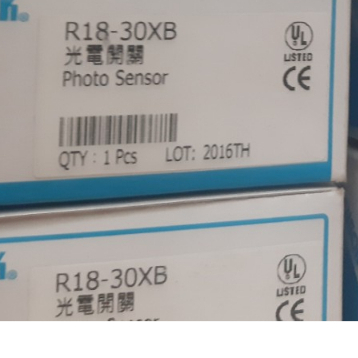 R18-30XB
光電開關
Photo Sensor
UL
LISTED
CE
QTY : 1 Pcs LOT: 2016TH
R18-30XB
光電開關
UL
LISTED
CE